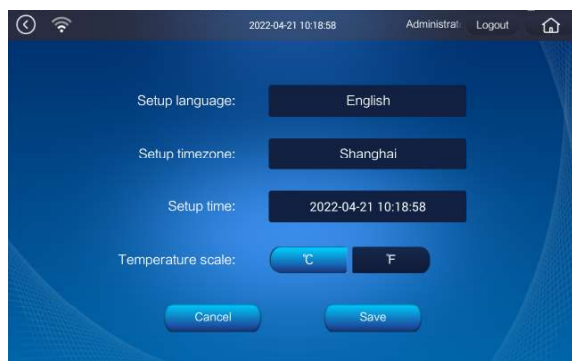 2022-04-21 10:18:58 Administrat Logout
Setup language: English
Setup timezone: Shanghai
Setup time: 2022-04-21 10:18:58
Temperature scale: ℃ ℉
Cancel Save